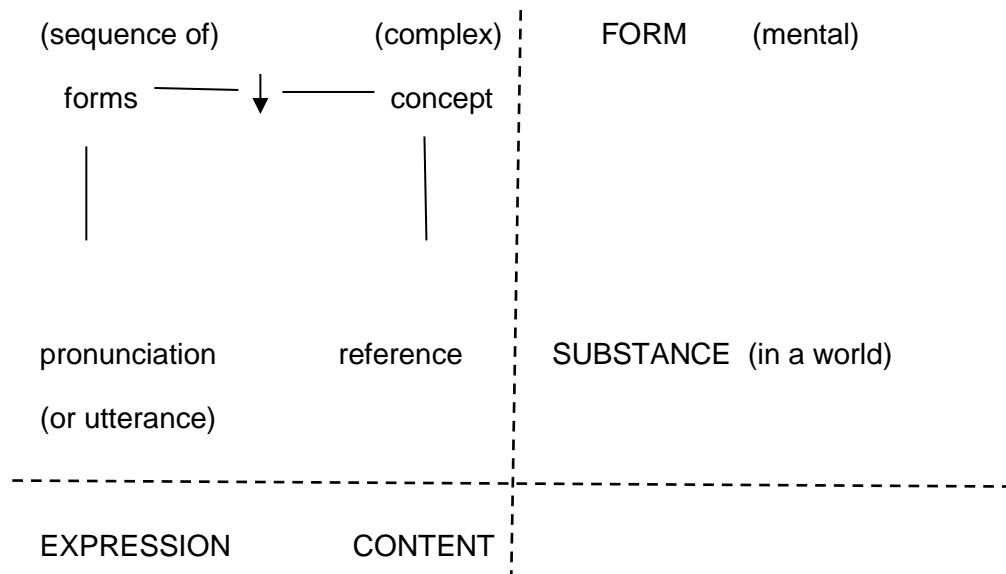 (sequence of) (complex) FORM (mental)
forms concept
pronunciation reference SUBSTANCE (in a world)
(or utterance)
EXPRESSION CONTENT